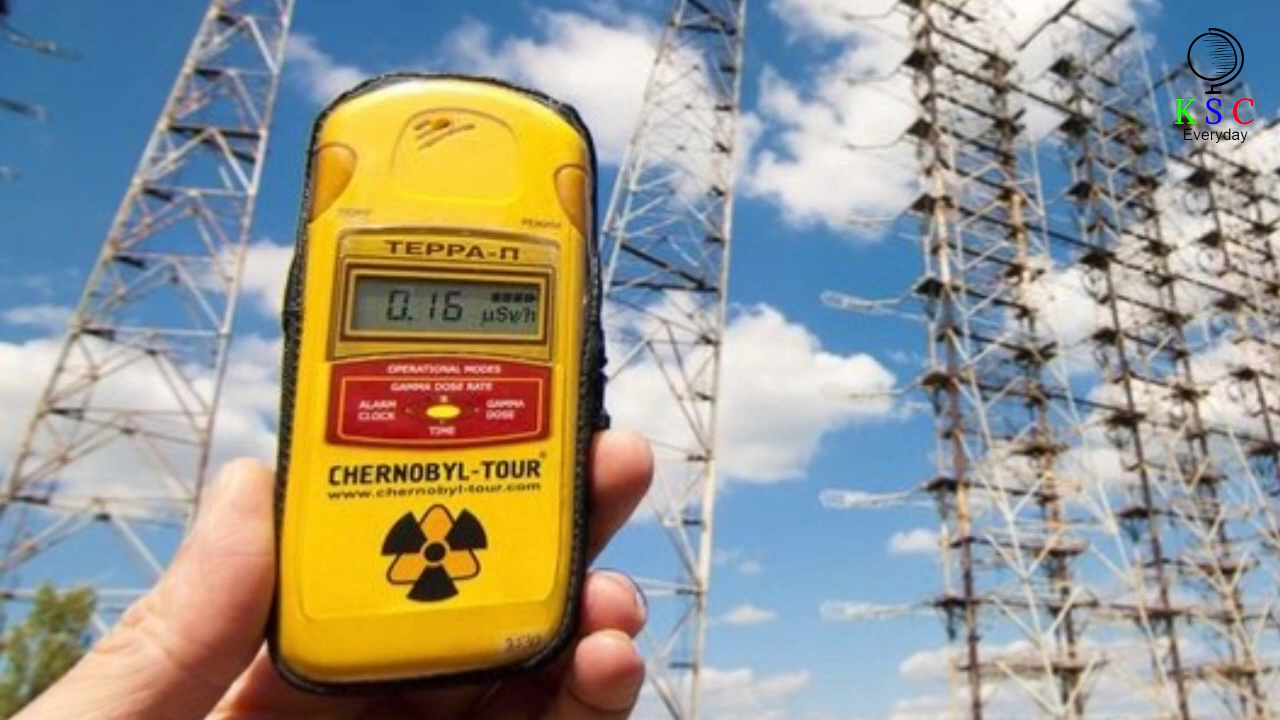 K S C
Everyday
РЕЖИМ
ТЕРРА-П
0.16 µSv/h
OPERATIONAL MODES
GAMMA DOSE RATE
ALARM CLOCK
GAMMA DOSE
TIME
CHERNOBYL-TOUR®
www.chernobyl-tour.com